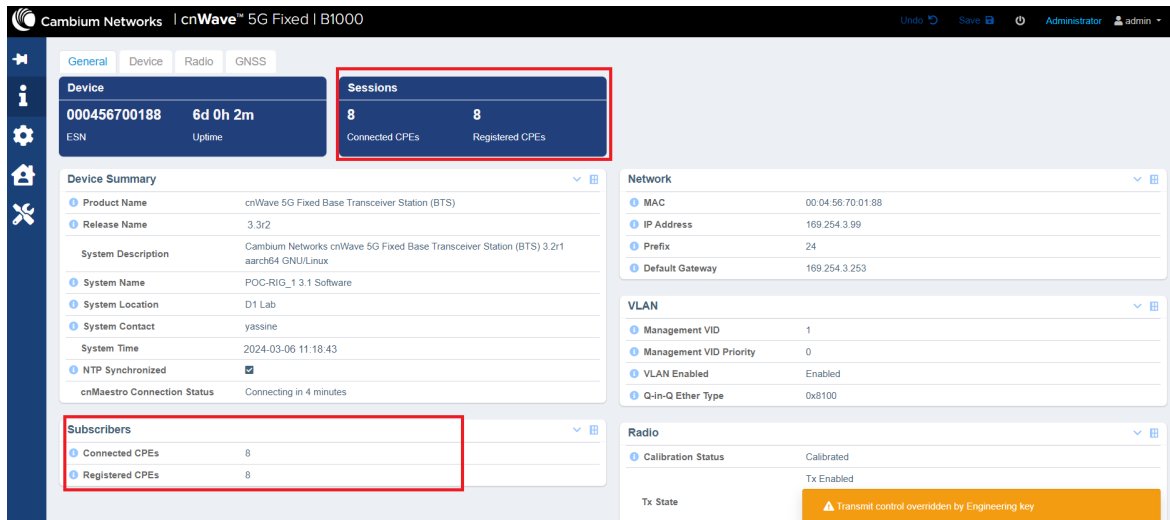 Cambium Networks | cnWave™ 5G Fixed | B1000
Undo Save Administrator admin
General Device Radio GNSS
Device
000456700188 6d 0h 2m
ESN Uptime
Sessions
8 8
Connected CPEs Registered CPEs
Device Summary
Product Name cnWave 5G Fixed Base Transceiver Station (BTS)
Release Name 3.3r2
System Description Cambium Networks cnWave 5G Fixed Base Transceiver Station (BTS) 3.2r1
aarch64 GNU/Linux
System Name POC-RIG_1 3.1 Software
System Location D1 Lab
System Contact yassine
System Time 2024-03-06 11:18:43
NTP Synchronized
cnMaestro Connection Status Connecting in 4 minutes
Subscribers
Connected CPEs 8
Registered CPEs 8
Network
MAC 00:04:56:70:01:88
IP Address 169.254.3.99
Prefix 24
Default Gateway 169.254.3.253
VLAN
Management VID 1
Management VID Priority 0
VLAN Enabled Enabled
Q-in-Q Ether Type 0x8100
Radio
Calibration Status Calibrated
Tx State Tx Enabled
Transmit control overridden by Engineering key